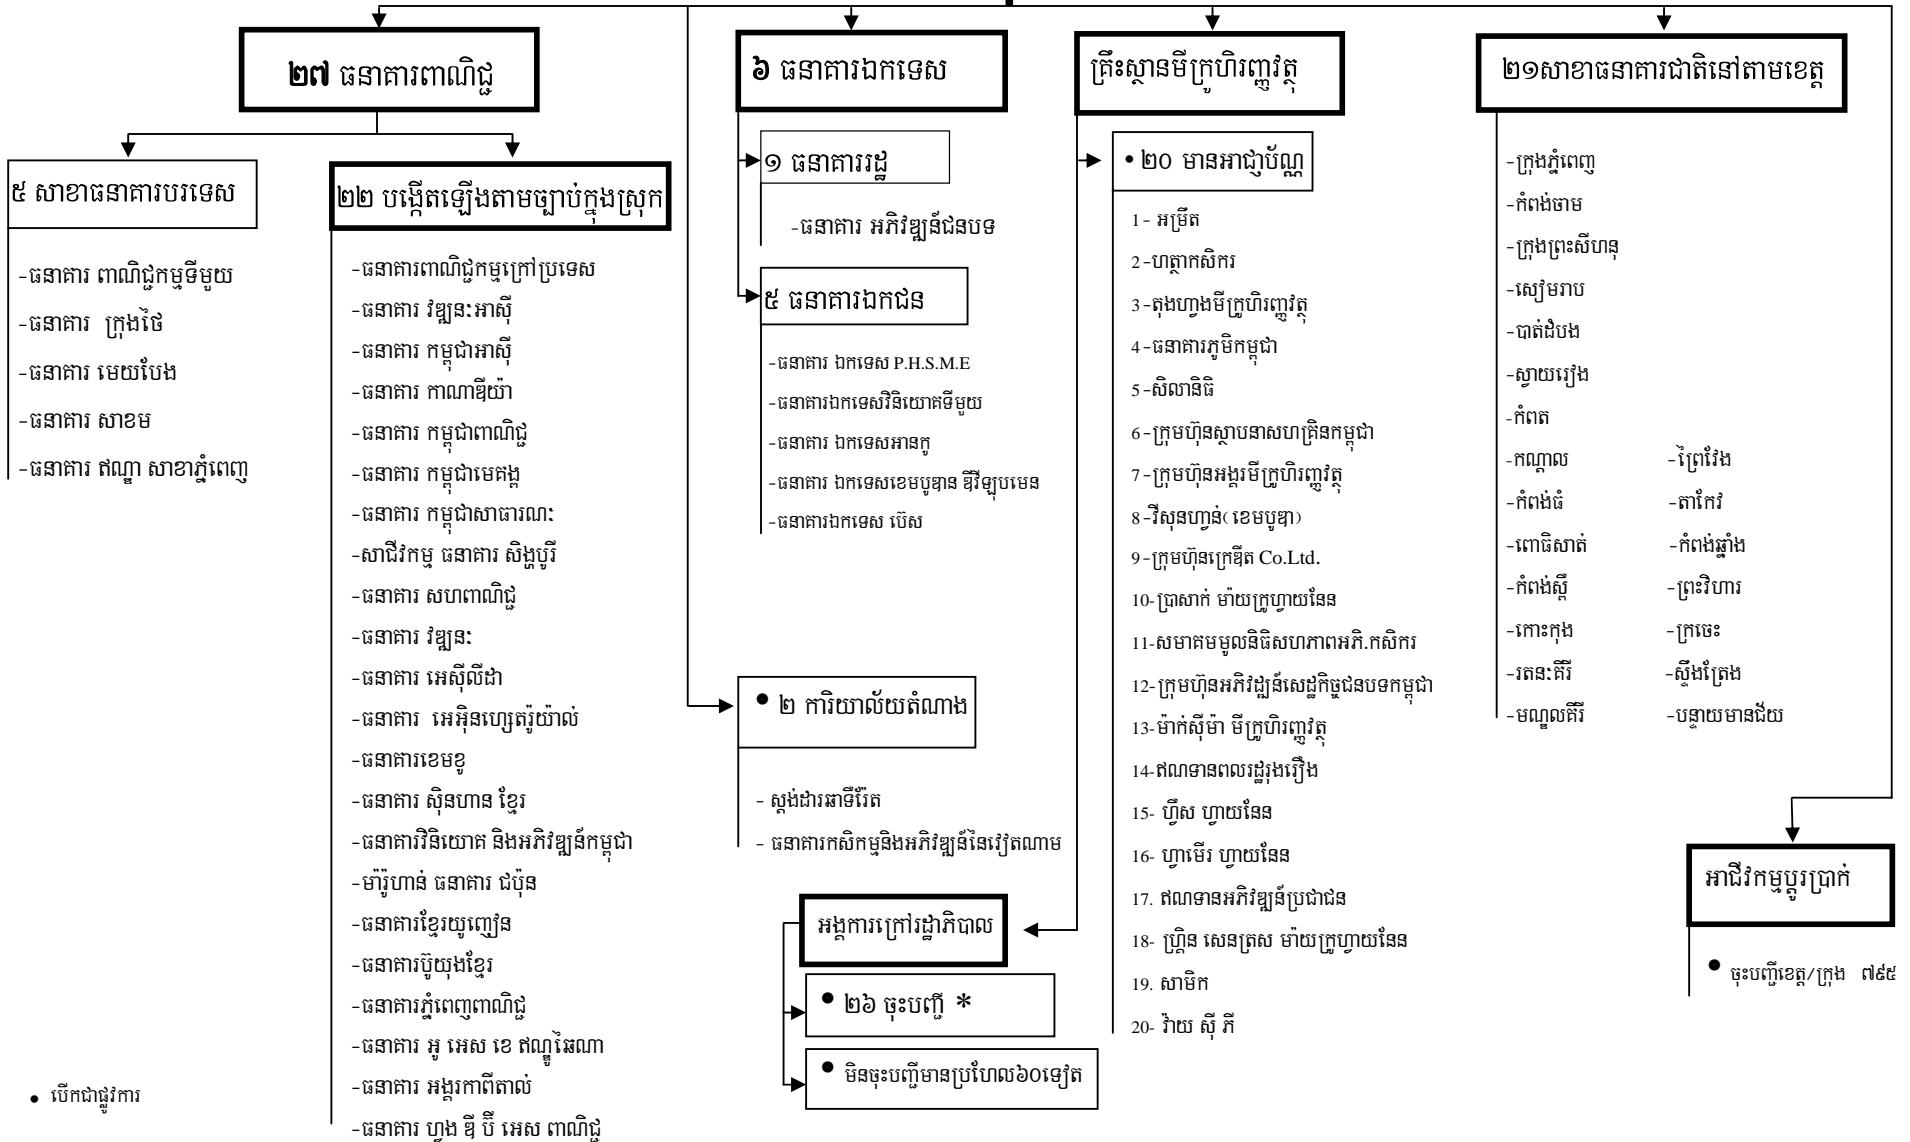 ២៧ ធនាគារពាណិជ្ជ
៥ សាខាធនាគារបរទេស
-ធនាគារ ពាណិជ្ជកម្មទីមួយ
-ធនាគារ ក្រុងថៃ
-ធនាគារ មេយបែង
-ធនាគារ សាខម
-ធនាគារ ឥណ្ឌា សាខាភ្នំពេញ
២២ បង្កើតឡើងតាមច្បាប់ក្នុងស្រុក
-ធនាគារពាណិជ្ជកម្មក្រៅប្រទេស
-ធនាគារ វឌ្ឍនៈអាស៊ី
-ធនាគារ កម្ពុជាអាស៊ី
-ធនាគារ កាណាឌីយ៉ា
-ធនាគារ កម្ពុជាពាណិជ្ជ
-ធនាគារ កម្ពុជាមេគង្គ
-ធនាគារ កម្ពុជាសាធារណៈ
-សាជីវកម្ម ធនាគារ សិង្ហបូរី
-ធនាគារ សហពាណិជ្ជ
-ធនាគារ វឌ្ឍនៈ
-ធនាគារ អេស៊ីលីដា
-ធនាគារ អេអ៊ិនហ្សេតរ៉ូយ៉ាល់
-ធនាគារខេមខូ
-ធនាគារ ស៊ិនហាន ខ្មែរ
-ធនាគារវិនិយោគ និងអភិវឌ្ឍន៍កម្ពុជា
-ម៉ារ៉ូហាន់ ធនាគារ ជប៉ុន
-ធនាគារខ្មែរយូញៀន
-ធនាគារប៊ូយុងខ្មែរ
-ធនាគារភ្នំពេញពាណិជ្ជ
-ធនាគារ អូ អេស ខេ ឥណ្ឌូឆៃណា
-ធនាគារ អង្គរកាពីតាល់
-ធនាគារ ហ្វូង ឌី ប៊ី អេស ពាណិជ្ជ
៦ ធនាគារឯកទេស
១ ធនាគាររដ្ឋ
-ធនាគារ អភិវឌ្ឍន៍ជនបទ
៥ ធនាគារឯកជន
-ធនាគារ ឯកទេស P.H.S.M.E
-ធនាគារឯកទេសវិនិយោគទីមួយ
-ធនាគារ ឯកទេសអានកូ
-ធនាគារ ឯកទេសខេមបូឌាន ឌីវីឡុបមេន
-ធនាគារឯកទេស ប៊េស
• ២ ការិយាល័យតំណាង
- ស្តង់ដារឆាទឺរ៉ែត
- ធនាគារកសិកម្មនិងអភិវឌ្ឍន៍នៃវៀតណាម
គ្រឹះស្ថានមីក្រូហិរញ្ញវត្ថុ
• ២០ មានអាជ្ញាប័ណ្ណ
1- អម្រឹត
2-ហត្ថាកសិករ
3-តុងហ្វាងមីក្រូហិរញ្ញវត្ថុ
4-ធនាគារភូមិកម្ពុជា
5-សិលានិធិ
6-ក្រុមហ៊ុនស្ថាបនាសហគ្រិនកម្ពុជា
7-ក្រុមហ៊ុនអង្គរមីក្រូហិរញ្ញវត្ថុ
8-វីសុនហ្វាន់( ខេមបូឌា)
9-ក្រុមហ៊ុនក្រេឌីត Co.Ltd.
10-ប្រាសាក់ ម៉ាយក្រូហ្វាយនែន
11-សមាគមមូលនិធិសហភាពអភិ.កសិករ
12-ក្រុមហ៊ុនអភិវឌ្ឍន៍សេដ្ឋកិច្ចជនបទកម្ពុជា
13-ម៉ាក់ស៊ីម៉ា មីក្រូហិរញ្ញវត្ថុ
14-ឥណទានពលរដ្ឋរុងរឿង
15- ហ្វឺស ហ្វាយនែន
16- ហ្វាមើរ ហ្វាយនែន
17. ឥណទានអភិវឌ្ឍន៍ប្រជាជន
18- ហ្គ្រិន សេនត្រស ម៉ាយក្រូហ្វាយនែន
19. សាមិក
20- វ៉ាយ ស៊ី ភី
អង្គការក្រៅរដ្ឋាភិបាល
• ២៦ ចុះបញ្ជី *
• មិនចុះបញ្ជីមានប្រហែល៦០ទៀត
២១សាខាធនាគារជាតិនៅតាមខេត្ត
-ក្រុងភ្នំពេញ
-កំពង់ចាម
-ក្រុងព្រះសីហនុ
-សៀមរាប
-បាត់ដំបង
-ស្វាយរៀង
-កំពត
-កណ្តាល -ព្រៃវែង
-កំពង់ធំ -តាកែវ
-ពោធិសាត់ -កំពង់ឆ្នាំង
-កំពង់ស្ពឺ -ព្រះវិហារ
-កោះកុង -ក្រចេះ
-រតនៈគីរី -ស្ទឹងត្រែង
-មណ្ឌលគីរី -បន្ទាយមានជ័យ
អាជីវកម្មប្តូរប្រាក់
• ចុះបញ្ជីខេត្ត/ក្រុង ៧៩៥
• បើកជាផ្លូវការ